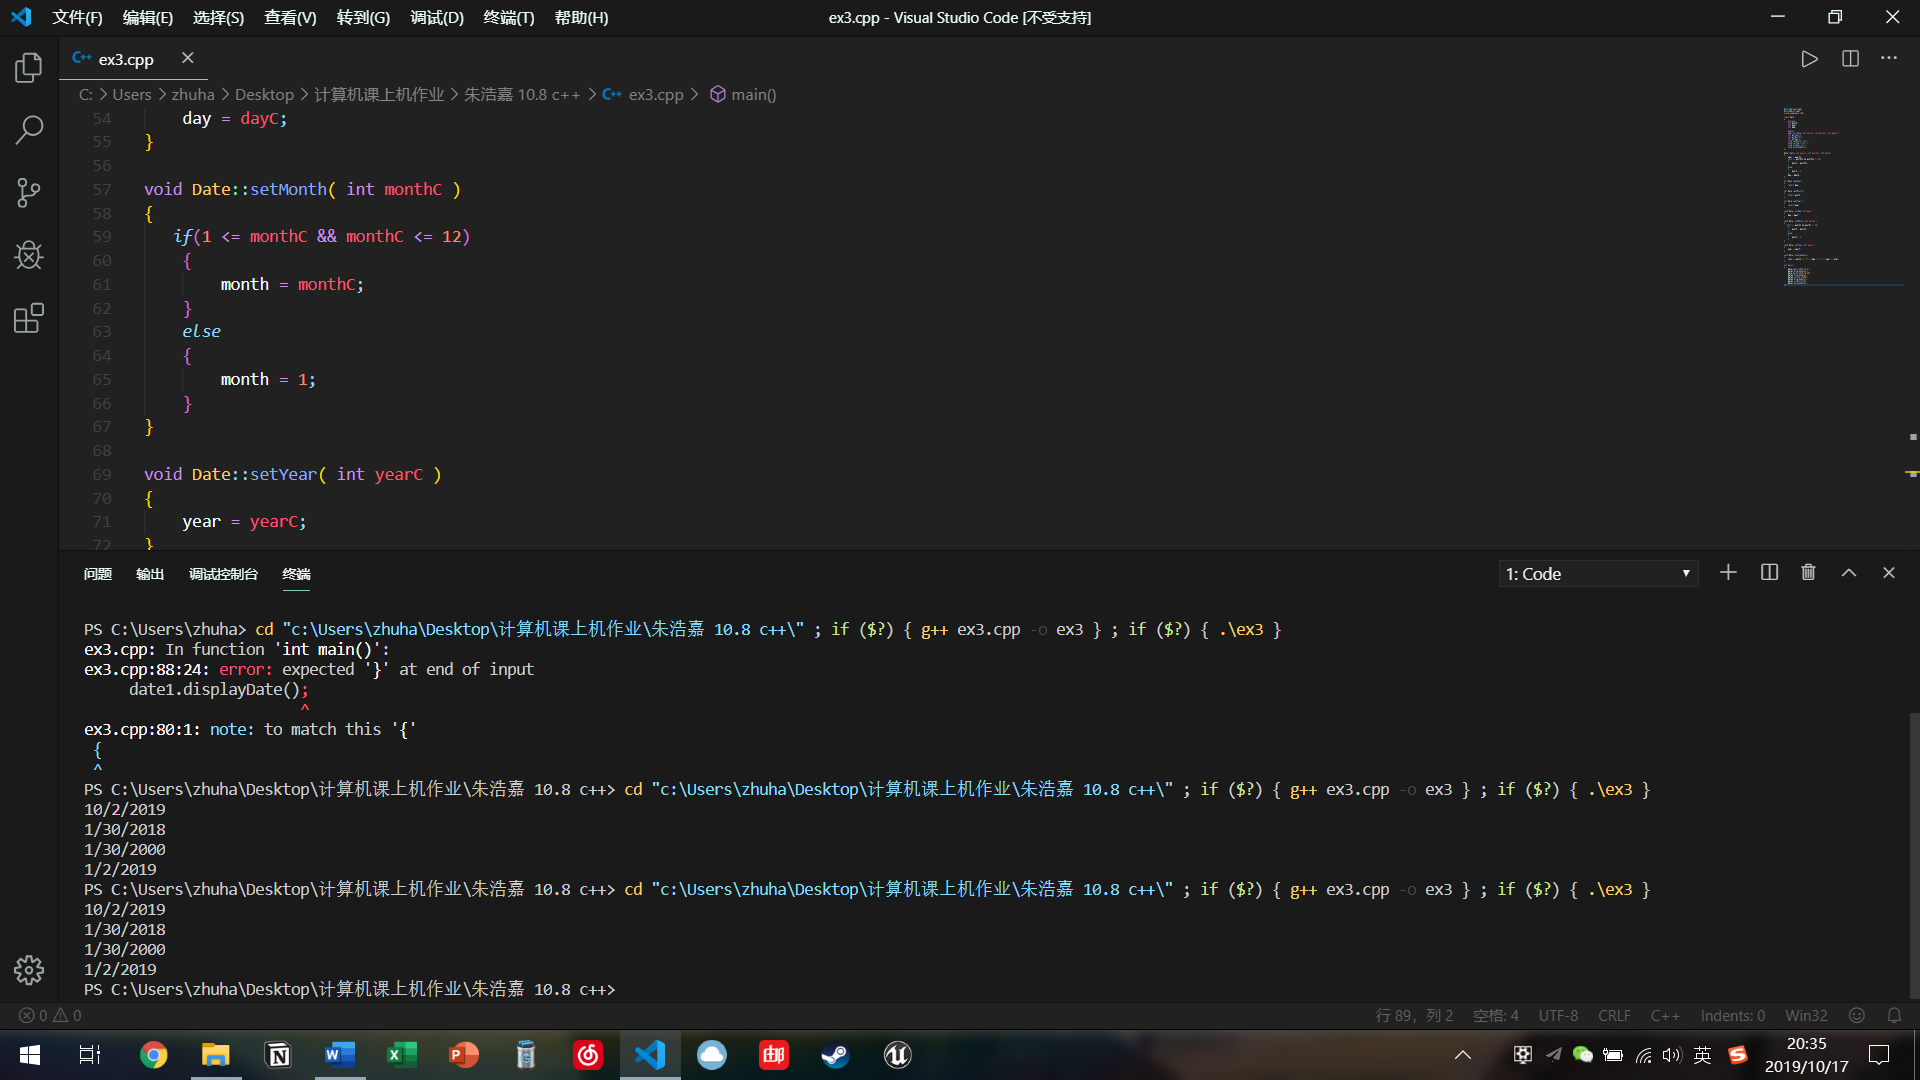 文件(F) 编辑(E) 选择(S) 查看(V) 转到(G) 调试(D) 终端(T) 帮助(H) ex3.cpp - Visual Studio Code [不受支持]
ex3.cpp
C: > Users > zhuha > Desktop > 计算机课上机作业 > 朱浩嘉 10.8 c++ > ex3.cpp > main()
54 day = dayC;
55 }
56
57 void Date::setMonth( int monthC )
58 {
59 if(1 <= monthC && monthC <= 12)
60 {
61 month = monthC;
62 }
63 else
64 {
65 month = 1;
66 }
67 }
68
69 void Date::setYear( int yearC )
70 {
71 year = yearC;
72 }
问题 输出 调试控制台 终端 1: Code
PS C:\Users\zhuha> cd "c:\Users\zhuha\Desktop\计算机课上机作业\朱浩嘉 10.8 c++\" ; if ($?) { g++ ex3.cpp -o ex3 } ; if ($?) { .\ex3 }
ex3.cpp: In function 'int main()':
ex3.cpp:88:24: error: expected '}' at end of input
date1.displayDate();
^
ex3.cpp:80:1: note: to match this '{'
{
^
PS C:\Users\zhuha\Desktop\计算机课上机作业\朱浩嘉 10.8 c++> cd "c:\Users\zhuha\Desktop\计算机课上机作业\朱浩嘉 10.8 c++\" ; if ($?) { g++ ex3.cpp -o ex3 } ; if ($?) { .\ex3 }
10/2/2019
1/30/2018
1/30/2000
1/2/2019
PS C:\Users\zhuha\Desktop\计算机课上机作业\朱浩嘉 10.8 c++> cd "c:\Users\zhuha\Desktop\计算机课上机作业\朱浩嘉 10.8 c++\" ; if ($?) { g++ ex3.cpp -o ex3 } ; if ($?) { .\ex3 }
10/2/2019
1/30/2018
1/30/2000
1/2/2019
PS C:\Users\zhuha\Desktop\计算机课上机作业\朱浩嘉 10.8 c++>
0 0 行 89，列 2 空格: 4 UTF-8 CRLF C++ Indents: 0 Win32
英 20:35
2019/10/17